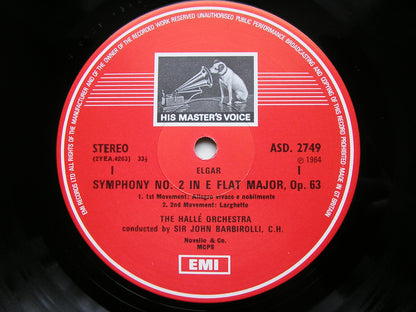 EMI RECORDS LTD ALL RIGHTS OF THE MANUFACTURER AND OF THE OWNER OF THE RECORDED WORK RESERVED UNAUTHORISED PUBLIC PERFORMANCE BROADCASTING AND COPYING OF THIS RECORD PROHIBITED MADE IN GT BRITAIN
HIS MASTER'S VOICE
STEREO ASD. 2749
(2YEA.4263) 33⅓ ℗ 1964
1 ELGAR 1
SYMPHONY NO. 2 IN E FLAT MAJOR, Op. 63
1. 1st Movement: Allegro vivace e nobilmente
2. 2nd Movement: Larghetto
THE HALLÉ ORCHESTRA
conducted by SIR JOHN BARBIROLLI, C.H.
Novello & Co.
MCPS
EMI